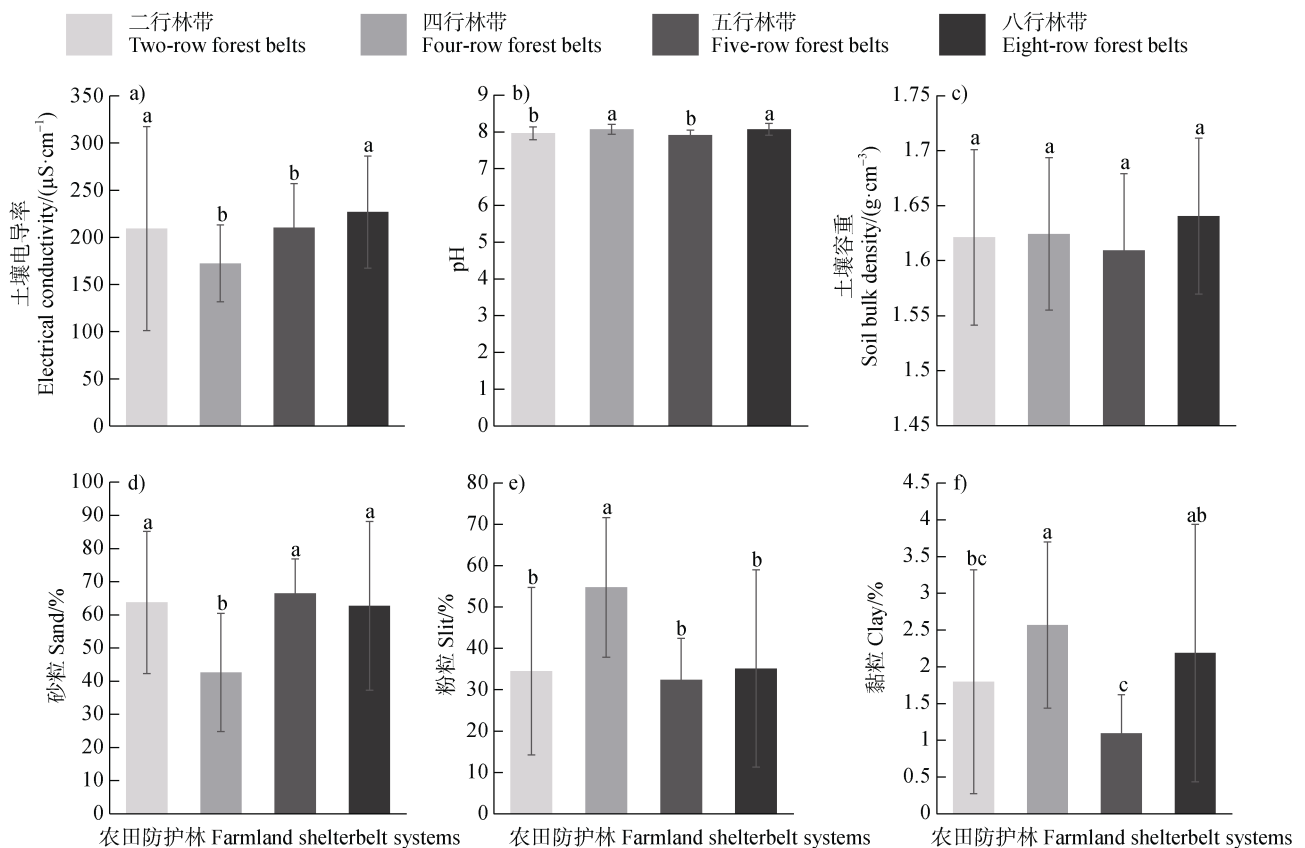 二行林带
Two-row forest belts
四行林带
Four-row forest belts
五行林带
Five-row forest belts
八行林带
Eight-row forest belts
a)
土壤电导率
Electrical conductivity/(μS·cm⁻¹)
350
300
250
200
150
100
50
0
a
b
b
a
b)
pH
9
8
7
6
5
4
3
2
1
0
b
a
b
a
c)
土壤容重
Soil bulk density/(g·cm⁻³)
1.75
1.7
1.65
1.6
1.55
1.5
1.45
a
a
a
a
d)
砂粒 Sand/%
100
90
80
70
60
50
40
30
20
10
0
a
b
a
a
农田防护林 Farmland shelterbelt systems
e)
粉粒 Slit/%
80
70
60
50
40
30
20
10
0
b
a
b
b
农田防护林 Farmland shelterbelt systems
f)
黏粒 Clay/%
4.5
4
3.5
3
2.5
2
1.5
1
0.5
0
bc
a
c
ab
农田防护林 Farmland shelterbelt systems